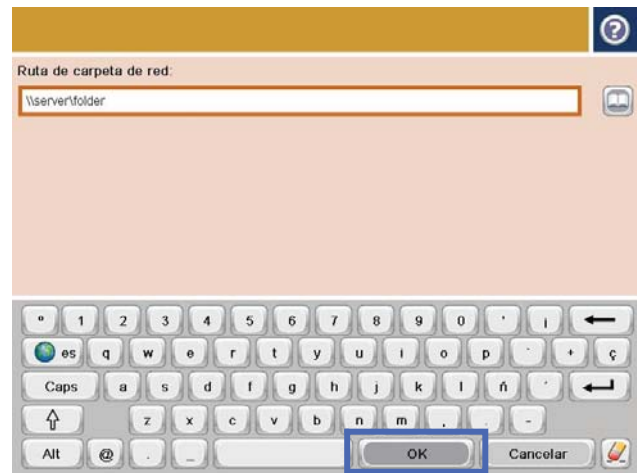 ?
Ruta de carpeta de red:
\\server\folder
º 1 2 3 4 5 6 7 8 9 0 ' ¡
es q w e r t y u i o p ` + ç
Caps a s d f g h j k l ñ ´
z x c v b n m , . -
Alt @ . _ OK Cancelar